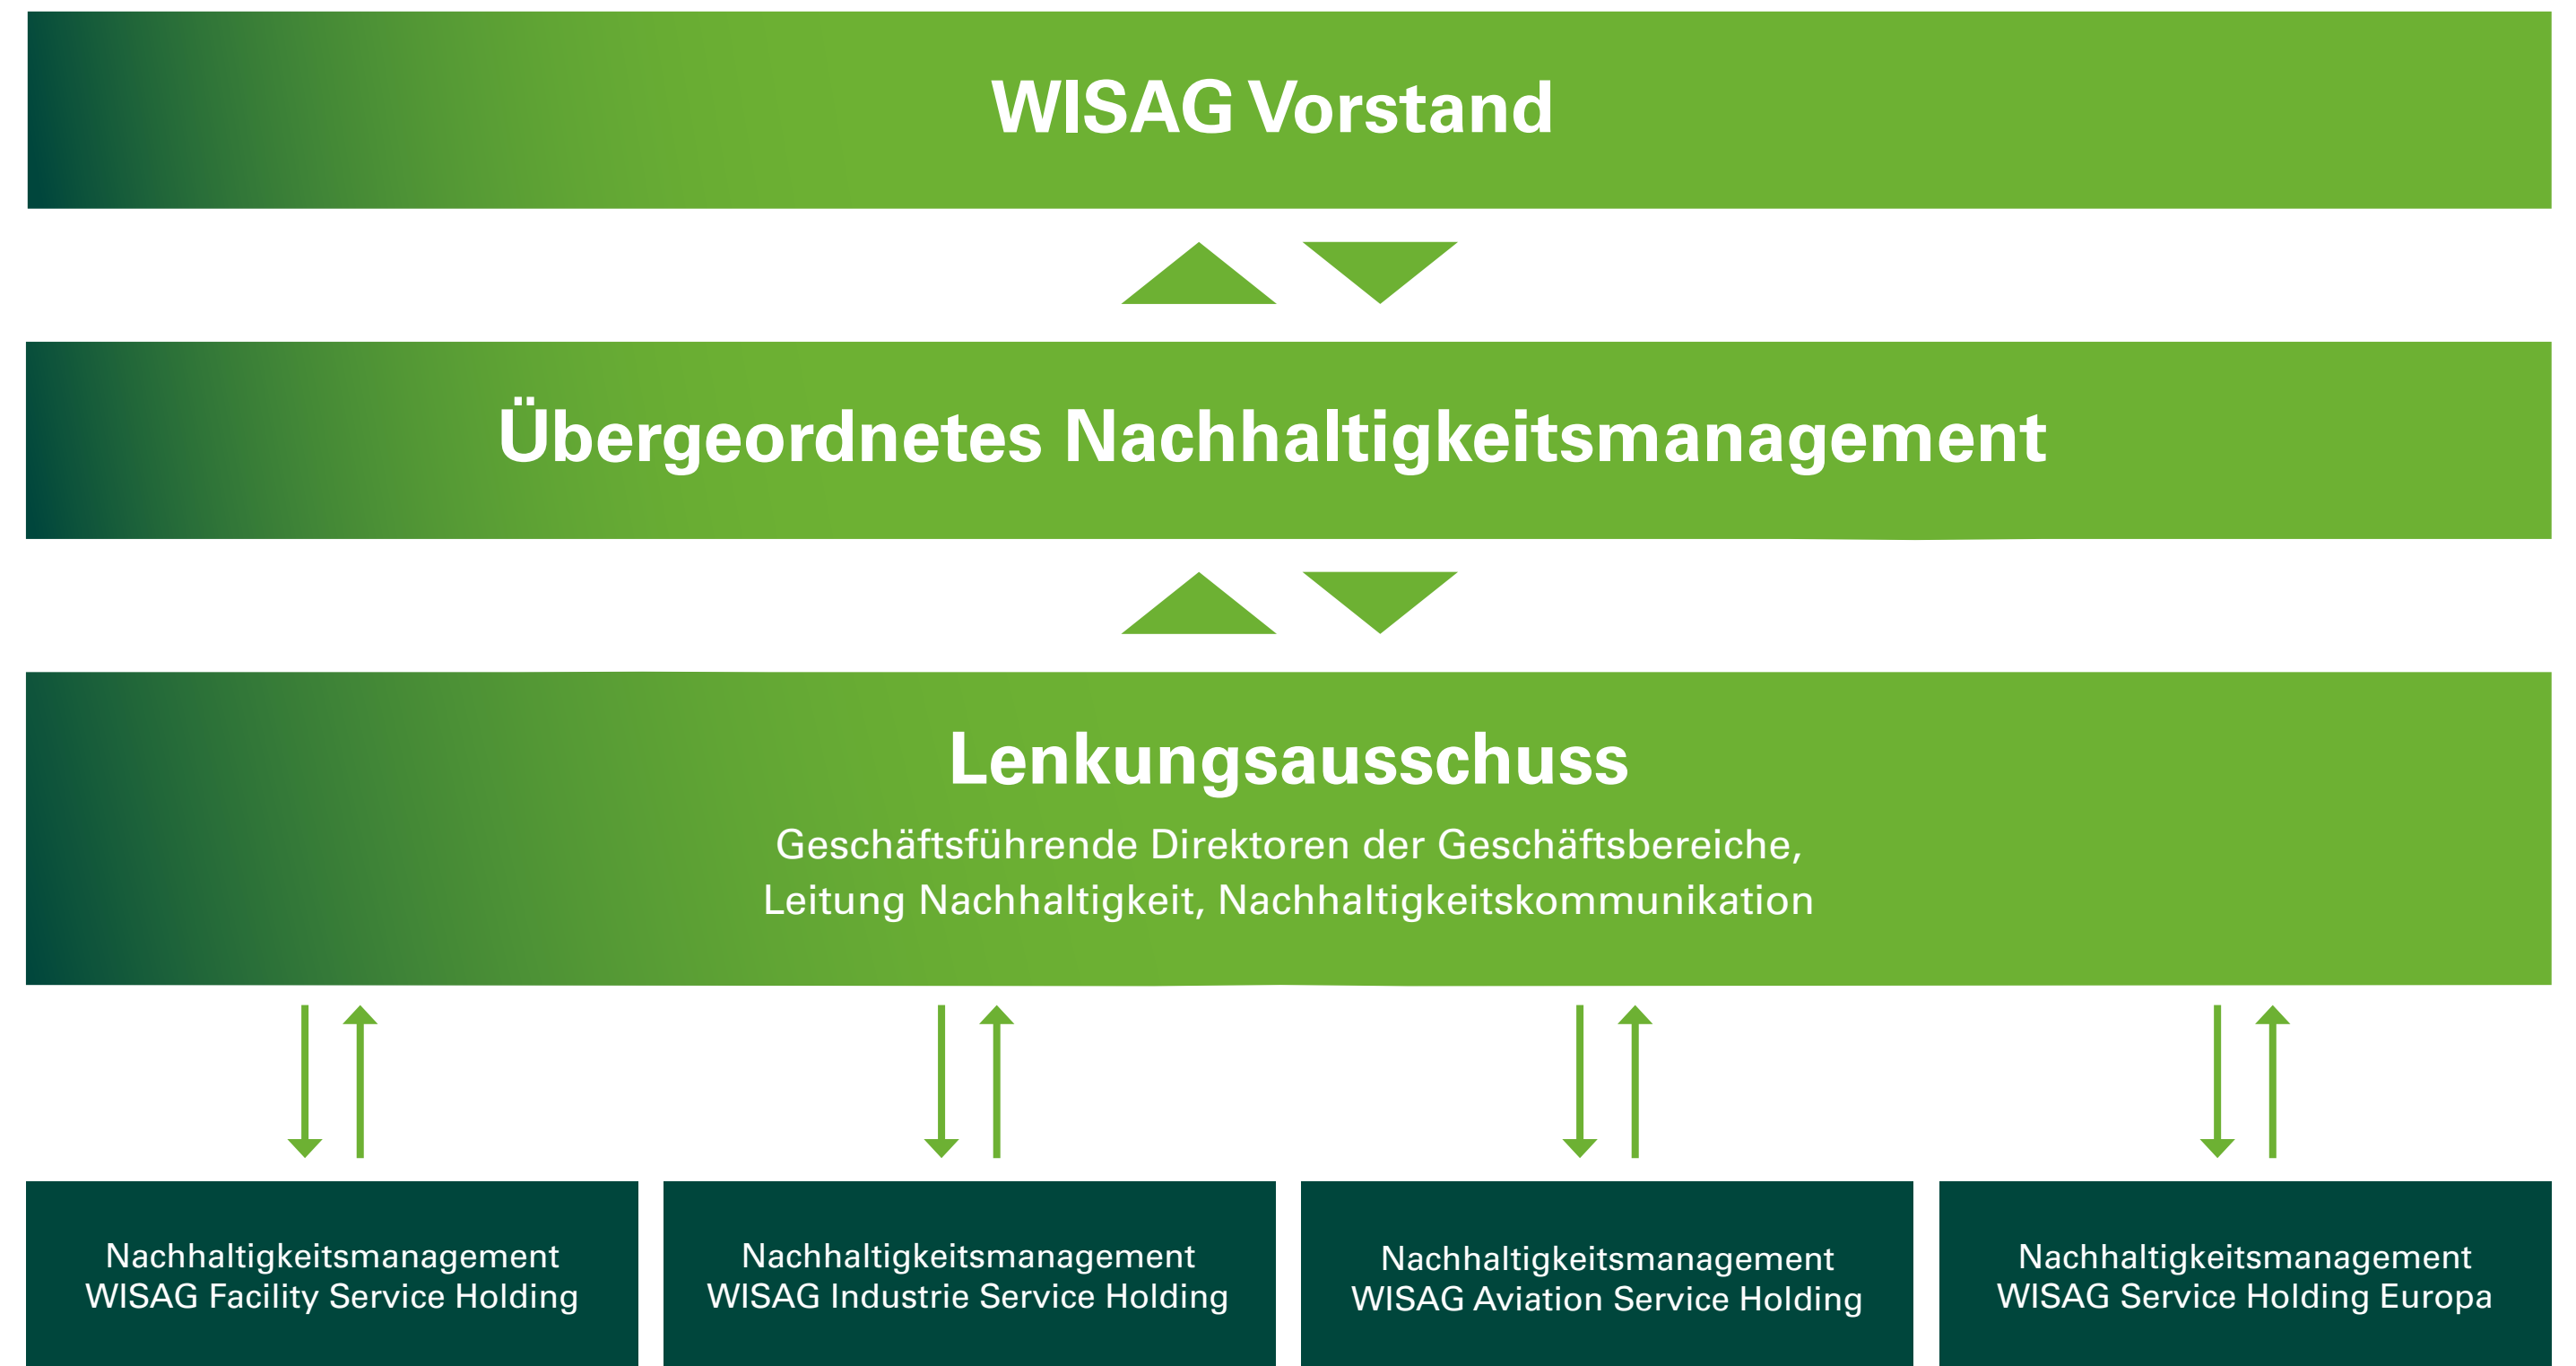 WISAG Vorstand
Übergeordnetes Nachhaltigkeitsmanagement
Lenkungsausschuss
Geschäftsführende Direktoren der Geschäftsbereiche,
Leitung Nachhaltigkeit, Nachhaltigkeitskommunikation
Nachhaltigkeitsmanagement
WISAG Facility Service Holding
Nachhaltigkeitsmanagement
WISAG Industrie Service Holding
Nachhaltigkeitsmanagement
WISAG Aviation Service Holding
Nachhaltigkeitsmanagement
WISAG Service Holding Europa